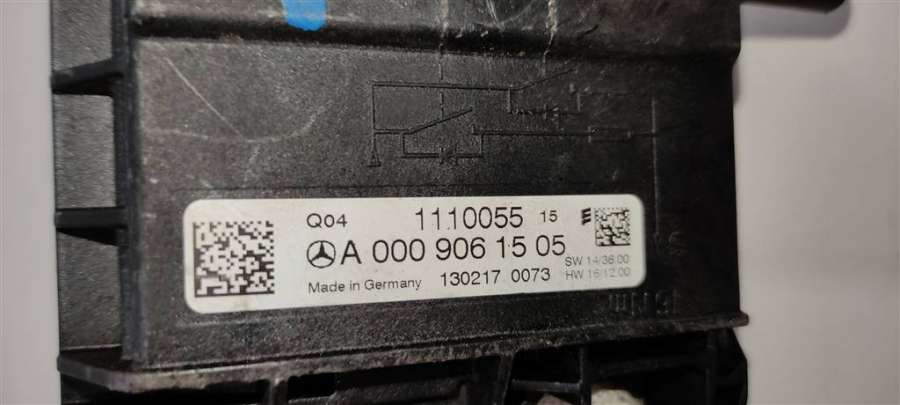 Q04 1110055 15
A 000 906 15 05
SW 14/36.00
Made in Germany 130217 0073 HW 16/12.00